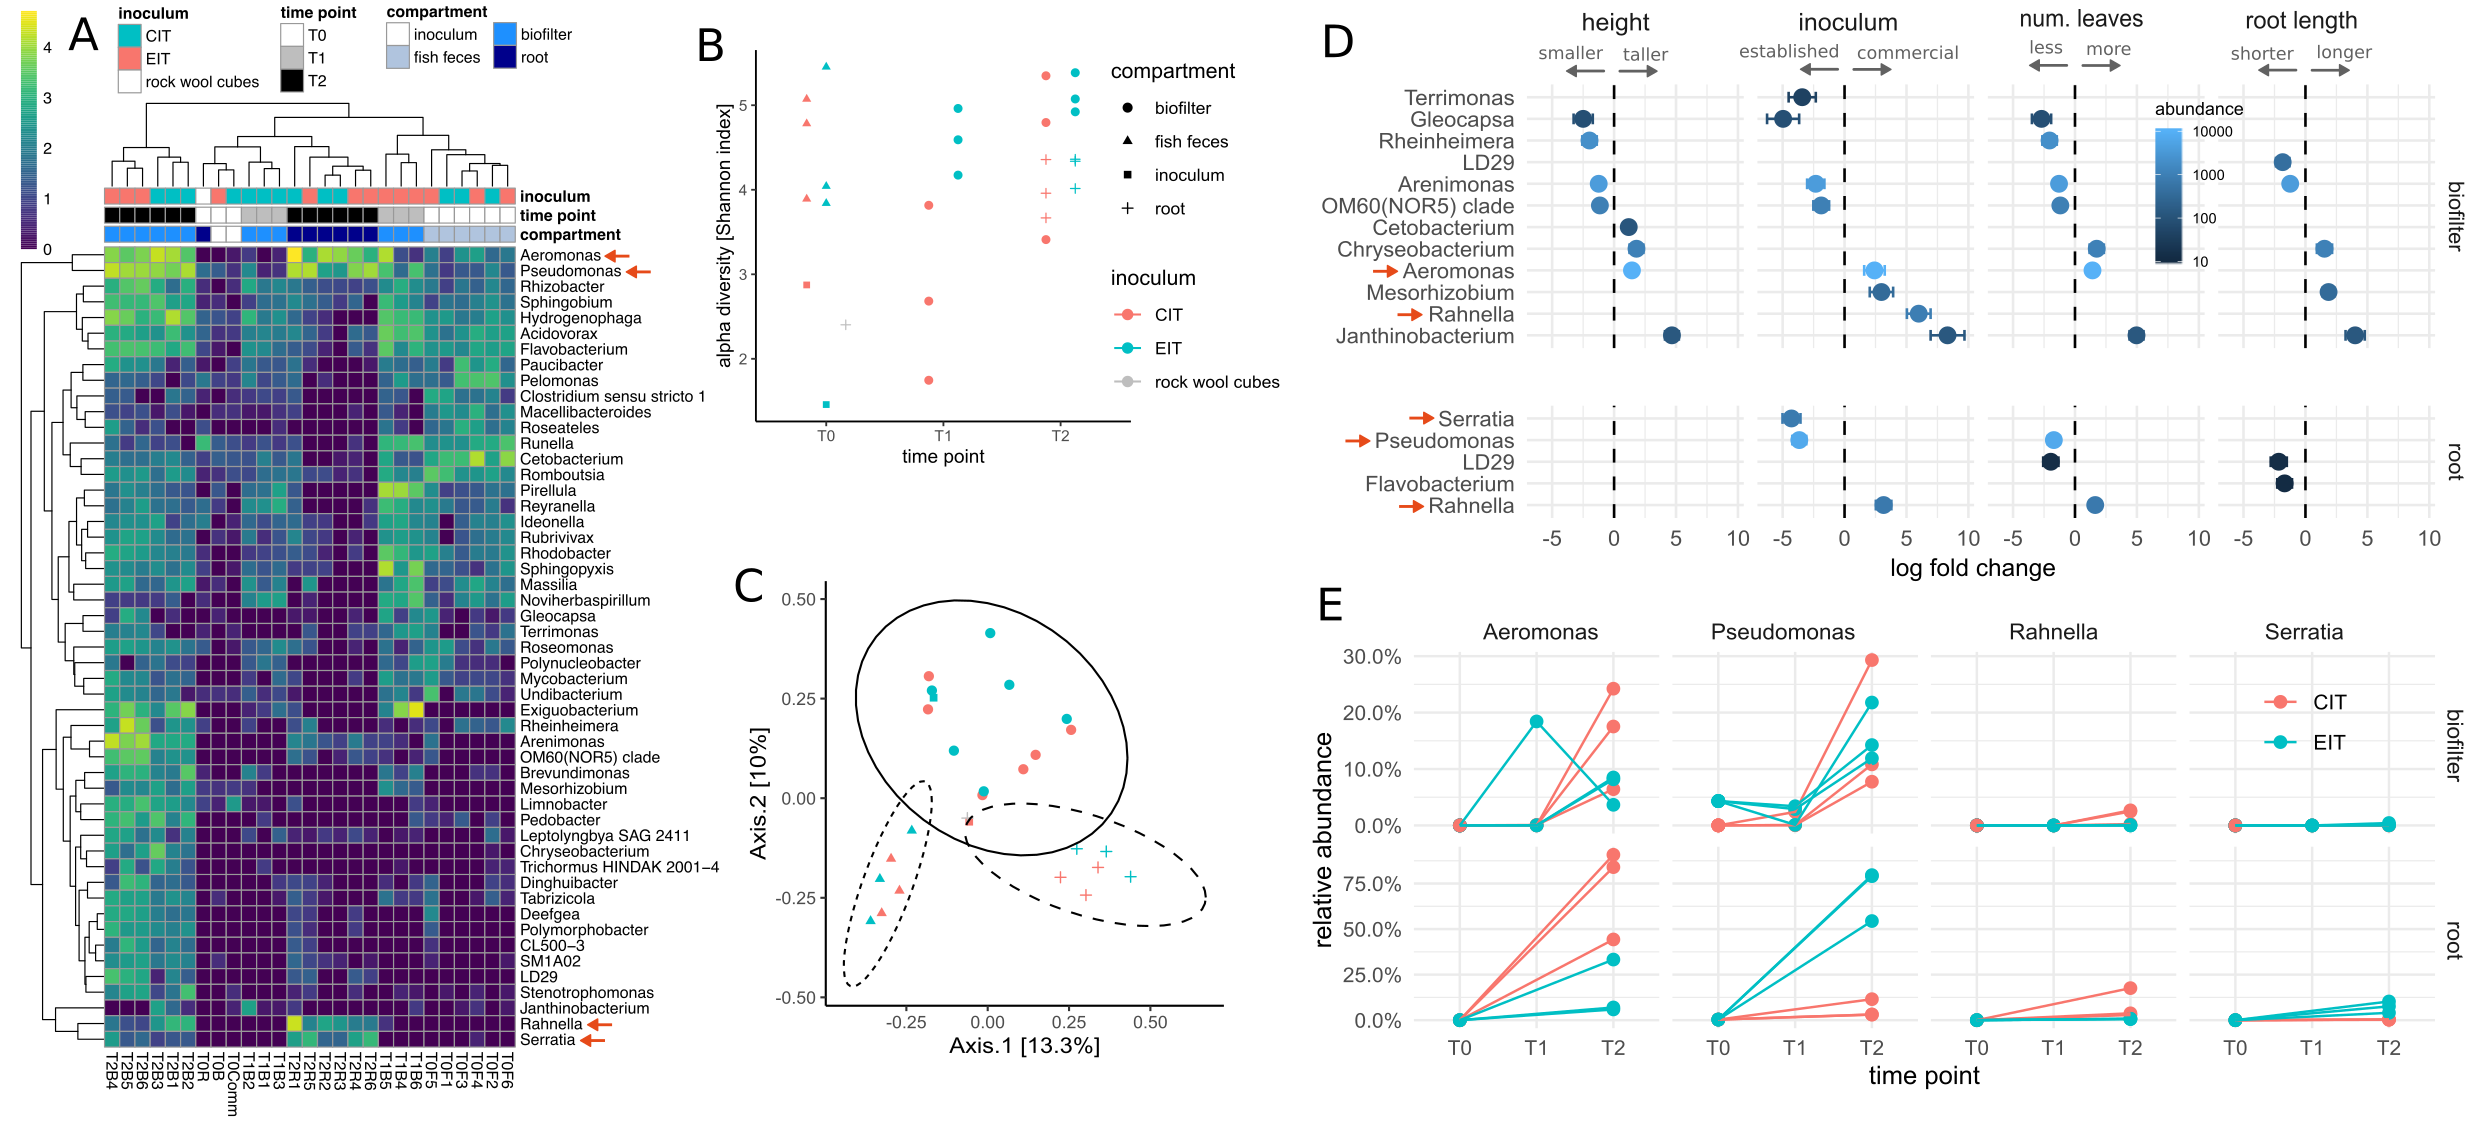 A
inoculum
CIT
EIT
rock wool cubes
time point
T0
T1
T2
compartment
inoculum
fish feces
biofilter
root
4
3
2
1
0
inoculum
time point
compartment
Aeromonas
Pseudomonas
Rhizobacter
Sphingobium
Hydrogenophaga
Acidovorax
Flavobacterium
Paucibacter
Pelomonas
Clostridium sensu stricto 1
Macellibacteroides
Roseateles
Runella
Cetobacterium
Romboutsia
Pirellula
Reyranella
Ideonella
Rubrivivax
Rhodobacter
Sphingopyxis
Massilia
Noviherbaspirillum
Gleocapsa
Terrimonas
Roseomonas
Polynucleobacter
Mycobacterium
Undibacterium
Exiguobacterium
Rheinheimera
Arenimonas
OM60(NOR5) clade
Brevundimonas
Mesorhizobium
Limnobacter
Pedobacter
Leptolyngbya SAG 2411
Chryseobacterium
Trichormus HINDAK 2001−4
Dinghuibacter
Tabrizicola
Deefgea
Polymorphobacter
CL500−3
SM1A02
LD29
Stenotrophomonas
Janthinobacterium
Rahnella
Serratia
T2B4
T2B5
T2B6
T2B3
T2B1
T2B2
T0R
T0B
T0Comm
T1B2
T1B1
T1B3
T2R1
T2R5
T2R2
T2R3
T2R4
T2R6
T1B5
T1B4
T1B6
T0F5
T0F1
T0F3
T0F4
T0F2
T0F6
B
alpha diversity [Shannon index]
5
4
3
2
T0
T1
T2
time point
compartment
biofilter
fish feces
inoculum
root
inoculum
CIT
EIT
rock wool cubes
C
Axis.2 [10%]
0.50
0.25
0.00
-0.25
-0.50
-0.25
0.00
0.25
0.50
Axis.1 [13.3%]
D
height
smaller taller
inoculum
established commercial
num. leaves
less more
root length
shorter longer
Terrimonas
Gleocapsa
Rheinheimera
LD29
Arenimonas
OM60(NOR5) clade
Cetobacterium
Chryseobacterium
Aeromonas
Mesorhizobium
Rahnella
Janthinobacterium
abundance
10000
1000
100
10
biofilter
Serratia
Pseudomonas
LD29
Flavobacterium
Rahnella
root
-5 0 5 10
-5 0 5 10
-5 0 5 10
-5 0 5 10
log fold change
E
Aeromonas
Pseudomonas
Rahnella
Serratia
relative abundance
30.0%
20.0%
10.0%
0.0%
CIT
EIT
biofilter
75.0%
50.0%
25.0%
0.0%
root
T0 T1 T2
T0 T1 T2
T0 T1 T2
T0 T1 T2
time point